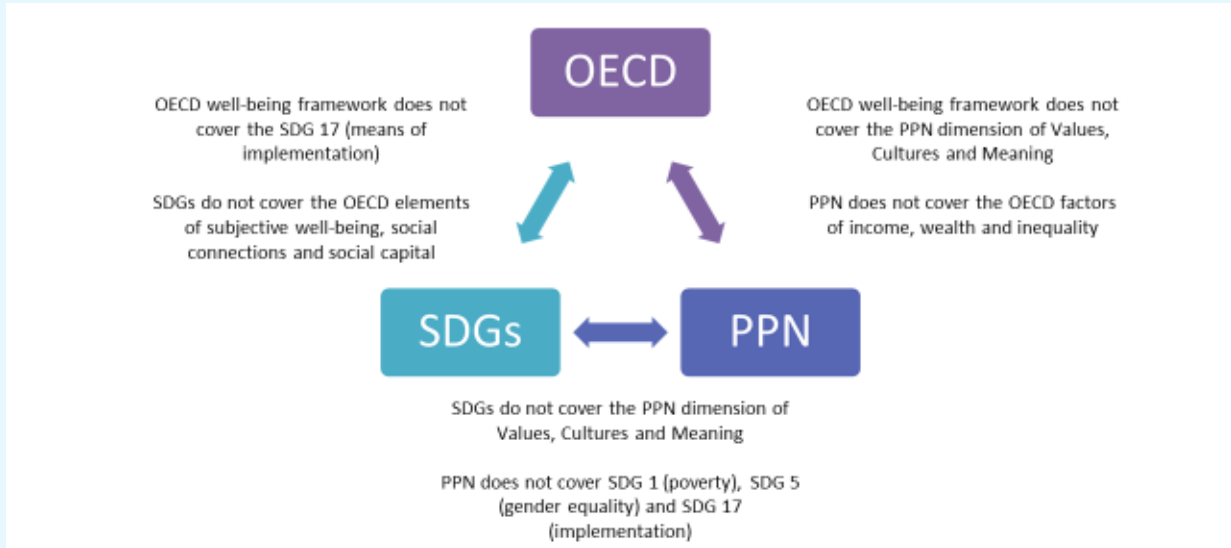 OECD
OECD well-being framework does not
cover the SDG 17 (means of
implementation)
SDGs do not cover the OECD elements
of subjective well-being, social
connections and social capital
OECD well-being framework does not
cover the PPN dimension of Values,
Cultures and Meaning
PPN does not cover the OECD factors
of income, wealth and inequality
SDGs
PPN
SDGs do not cover the PPN dimension of
Values, Cultures and Meaning
PPN does not cover SDG 1 (poverty), SDG 5
(gender equality) and SDG 17
(implementation)